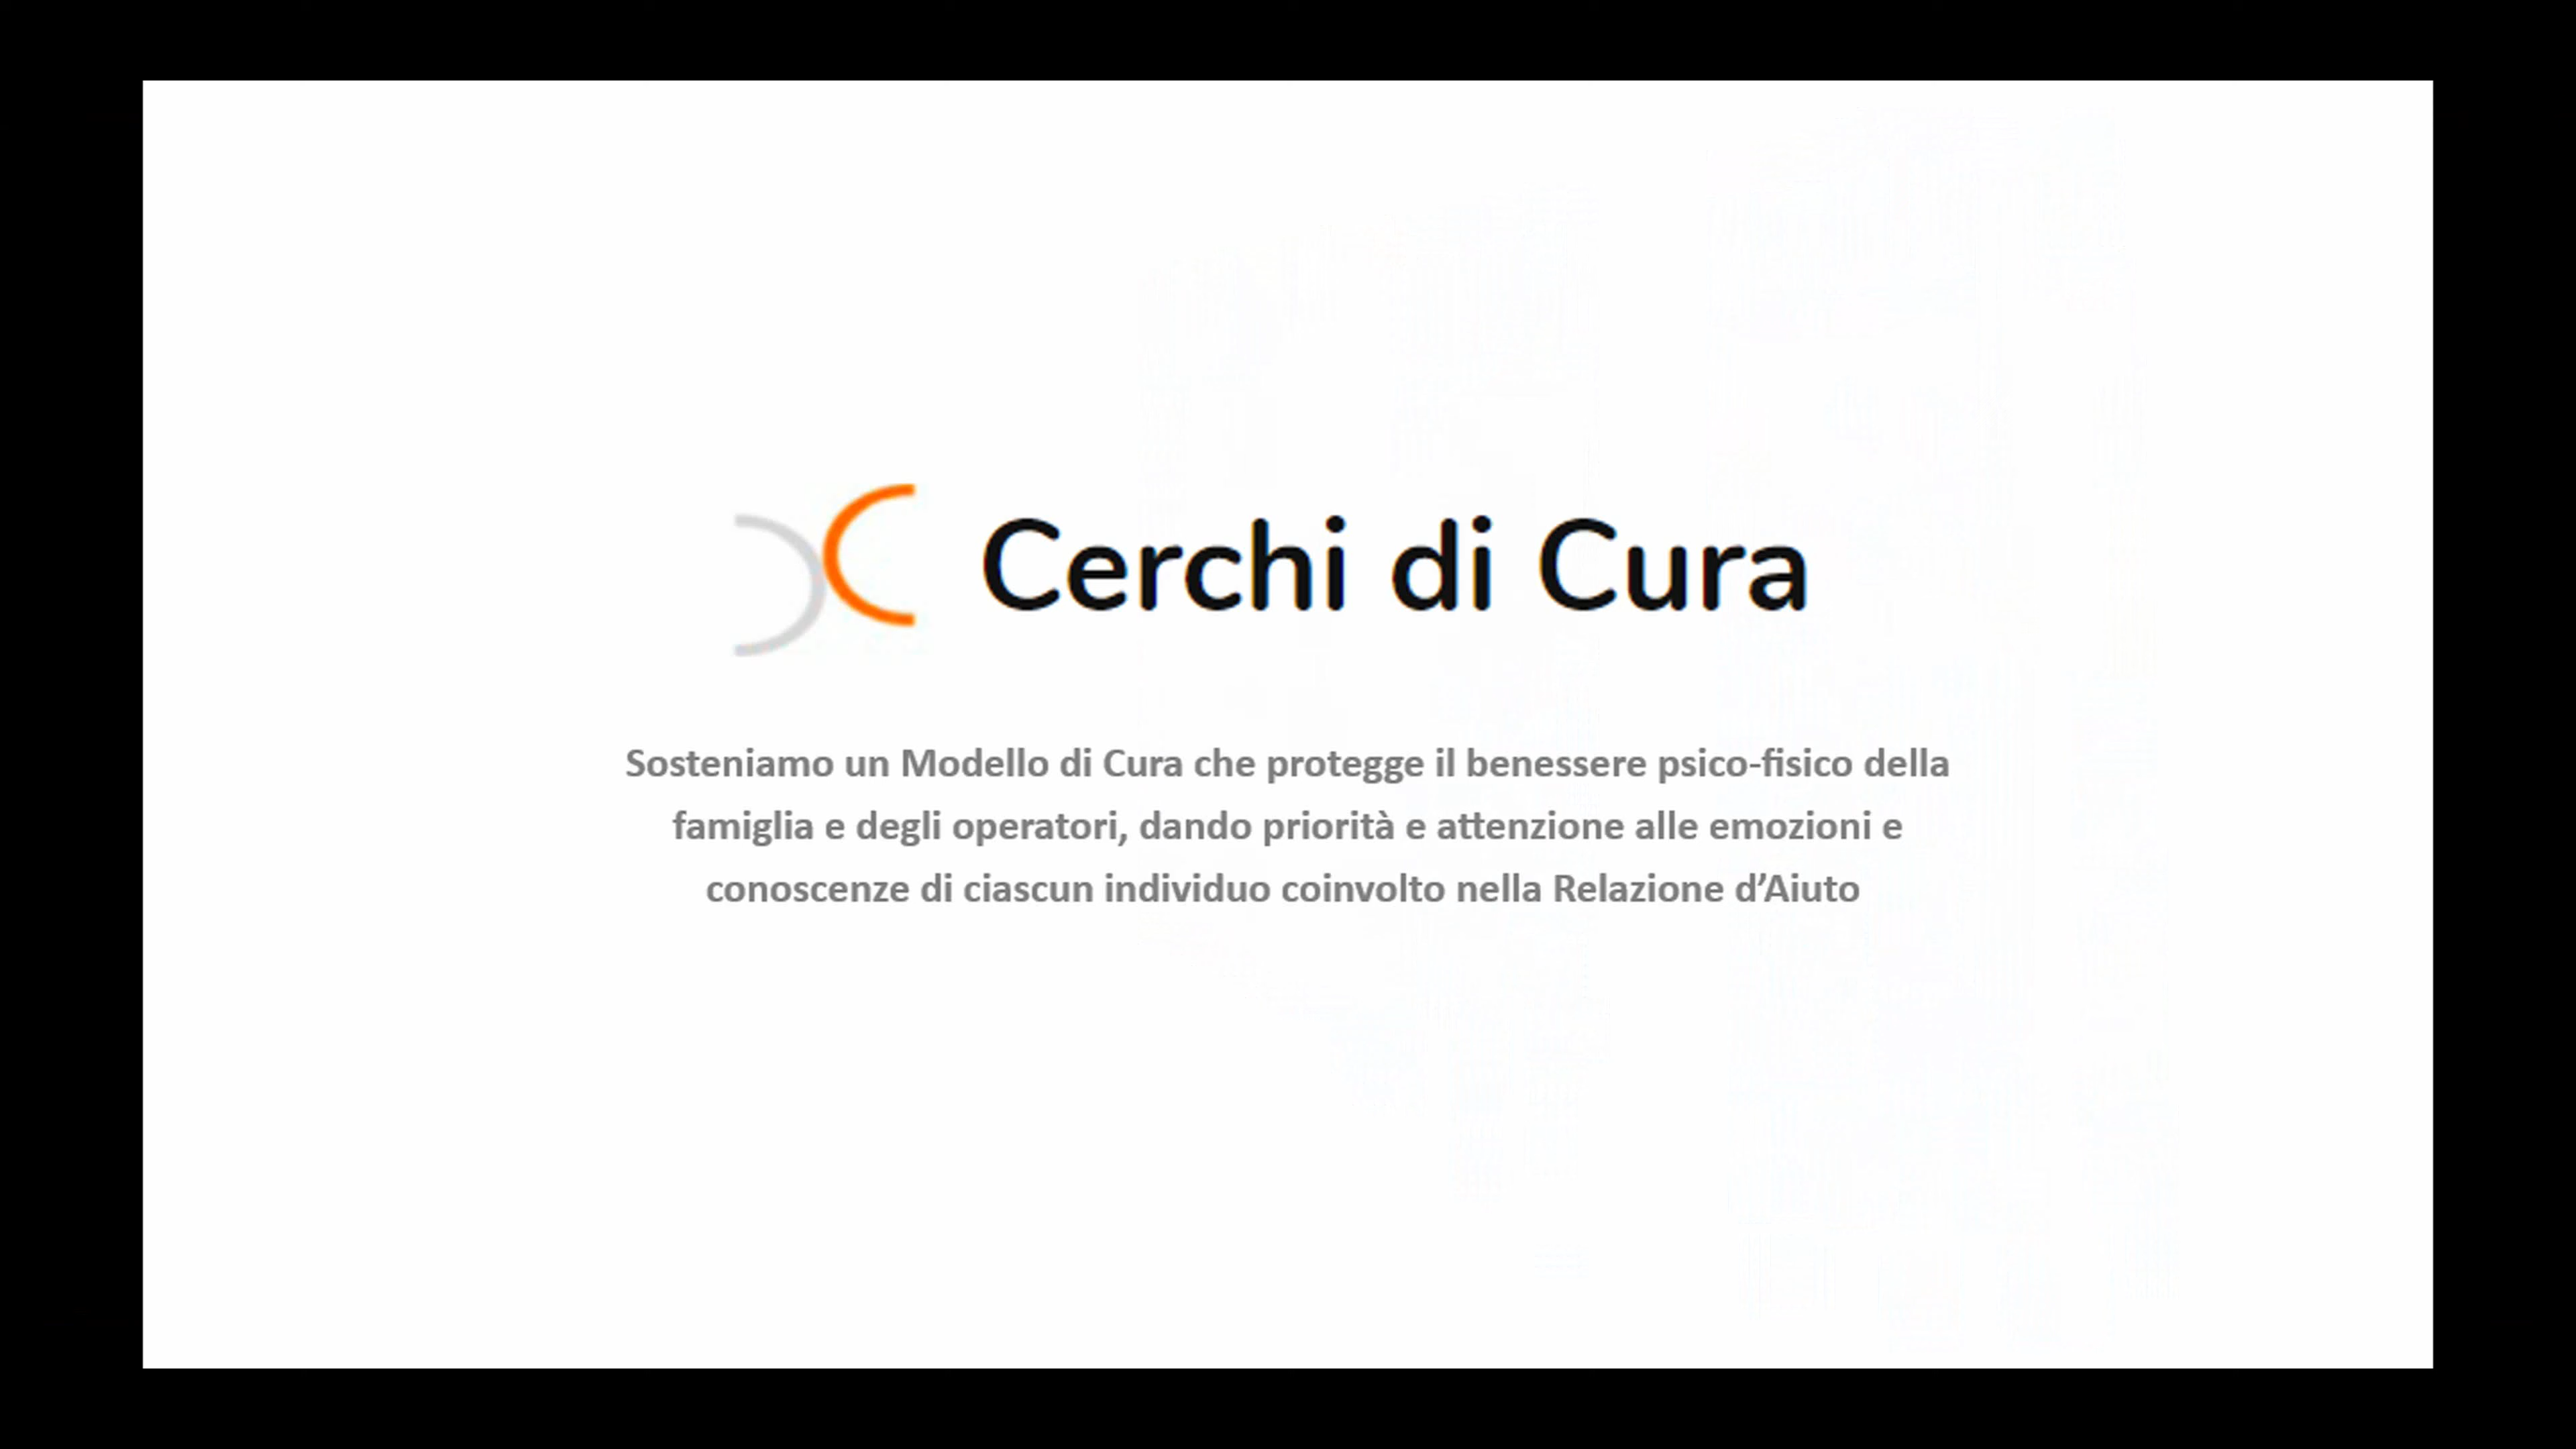 Cerchi di Cura
Sosteniamo un Modello di Cura che protegge il benessere psico-fisico della
famiglia e degli operatori, dando priorità e attenzione alle emozioni e
conoscenze di ciascun individuo coinvolto nella Relazione d’Aiuto